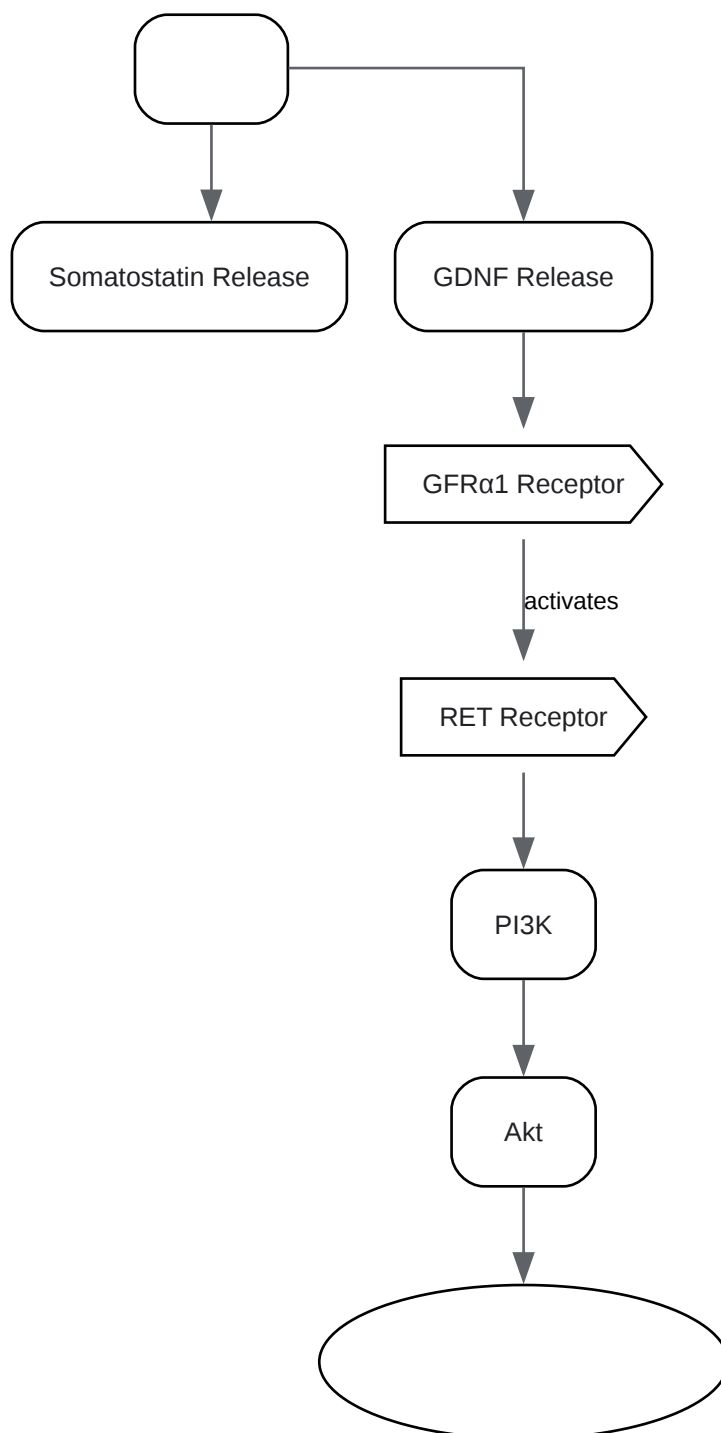 Somatostatin Release
GDNF Release
GFRα1 Receptor
activates
RET Receptor
PI3K
Akt